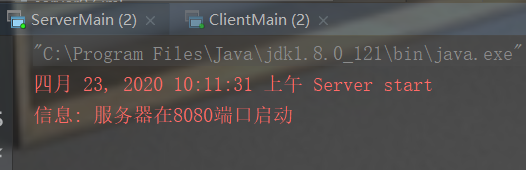 ServerMain (2) × ClientMain (2) ×
"C:\Program Files\Java\jdk1.8.0_121\bin\java.exe"
四月 23, 2020 10:11:31 上午 Server start
信息: 服务器在8080端口启动